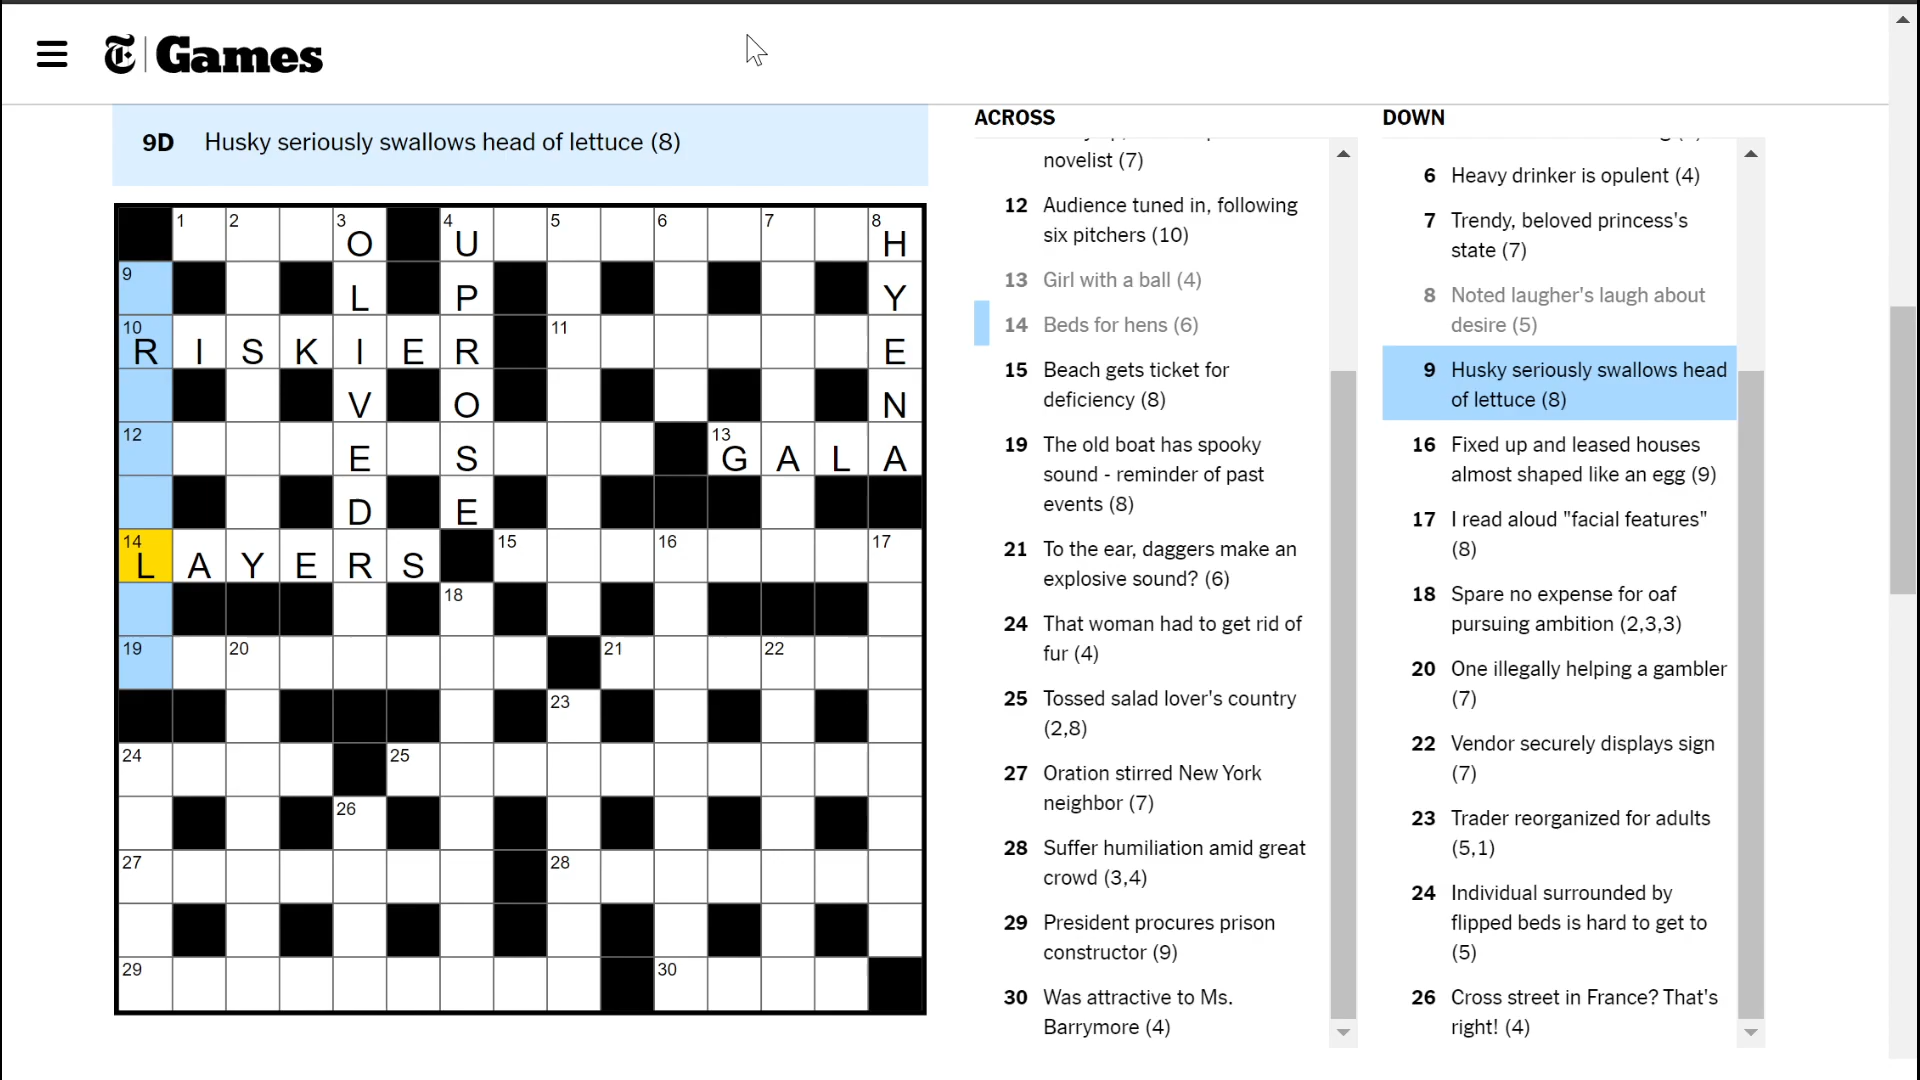 T Games
9D Husky seriously swallows head of lettuce (8)
1 2 3 O 4 U 5 6 7 8 H
9 L P Y
10 R I S K I E R 11 E
V O N
12 E S 13 G A L A
D E
14 L A Y E R S 15 16 17
18
19 20 21 22
23
24 25
26
27 28
29 30
ACROSS
novelist (7)
12 Audience tuned in, following
six pitchers (10)
13 Girl with a ball (4)
14 Beds for hens (6)
15 Beach gets ticket for
deficiency (8)
19 The old boat has spooky
sound - reminder of past
events (8)
21 To the ear, daggers make an
explosive sound? (6)
24 That woman had to get rid of
fur (4)
25 Tossed salad lover's country
(2,8)
27 Oration stirred New York
neighbor (7)
28 Suffer humiliation amid great
crowd (3,4)
29 President procures prison
constructor (9)
30 Was attractive to Ms.
Barrymore (4)
DOWN
6 Heavy drinker is opulent (4)
7 Trendy, beloved princess's
state (7)
8 Noted laugher's laugh about
desire (5)
9 Husky seriously swallows head
of lettuce (8)
16 Fixed up and leased houses
almost shaped like an egg (9)
17 I read aloud "facial features"
(8)
18 Spare no expense for oaf
pursuing ambition (2,3,3)
20 One illegally helping a gambler
(7)
22 Vendor securely displays sign
(7)
23 Trader reorganized for adults
(5,1)
24 Individual surrounded by
flipped beds is hard to get to
(5)
26 Cross street in France? That's
right! (4)